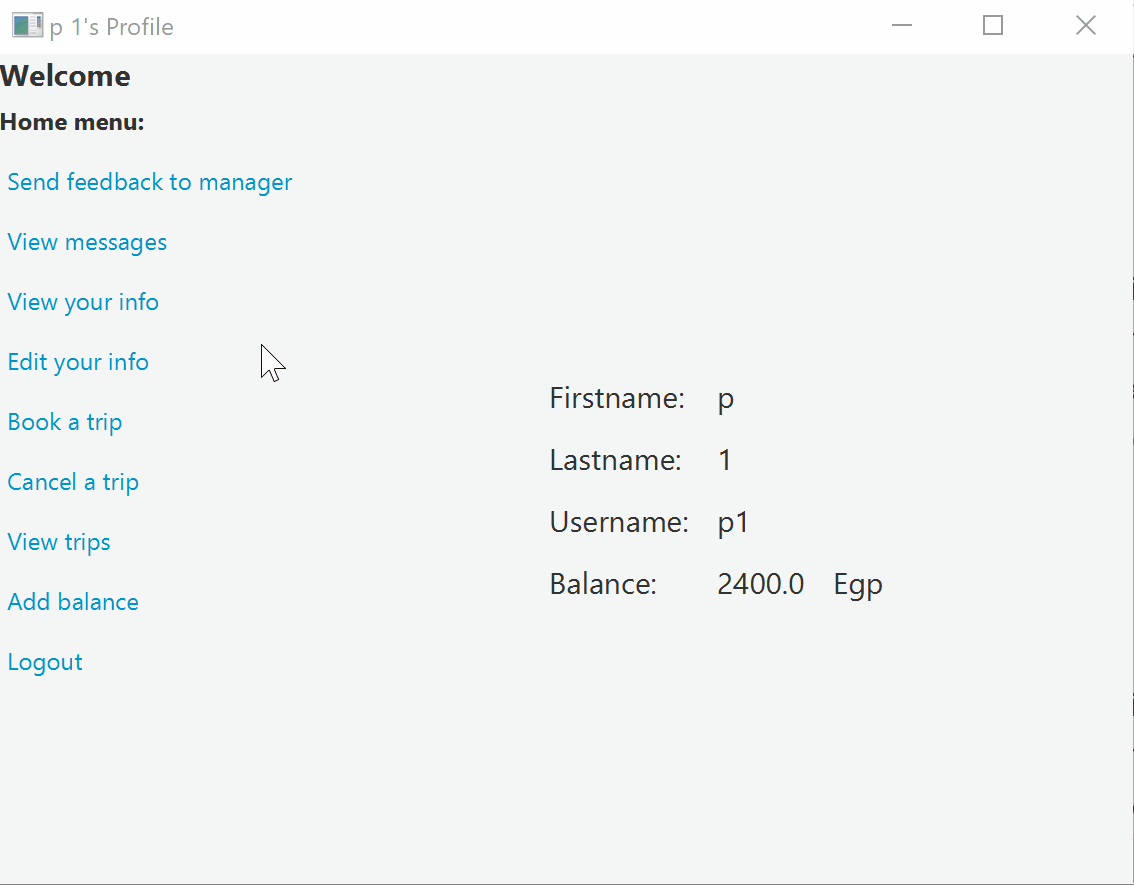 p 1's Profile
Welcome
Home menu:
Send feedback to manager
View messages
View your info
Edit your info
Book a trip
Cancel a trip
View trips
Add balance
Logout
Firstname: p
Lastname: 1
Username: p1
Balance: 2400.0 Egp